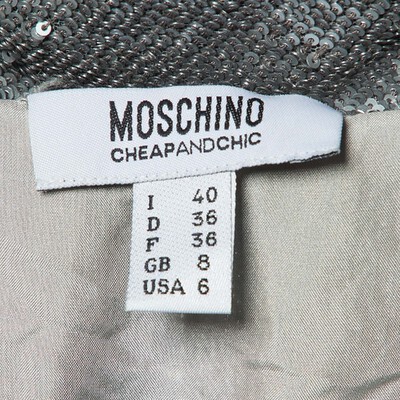 MOSCHINO
CHEAPANDCHIC
I 40
D 36
F 36
GB 8
USA 6